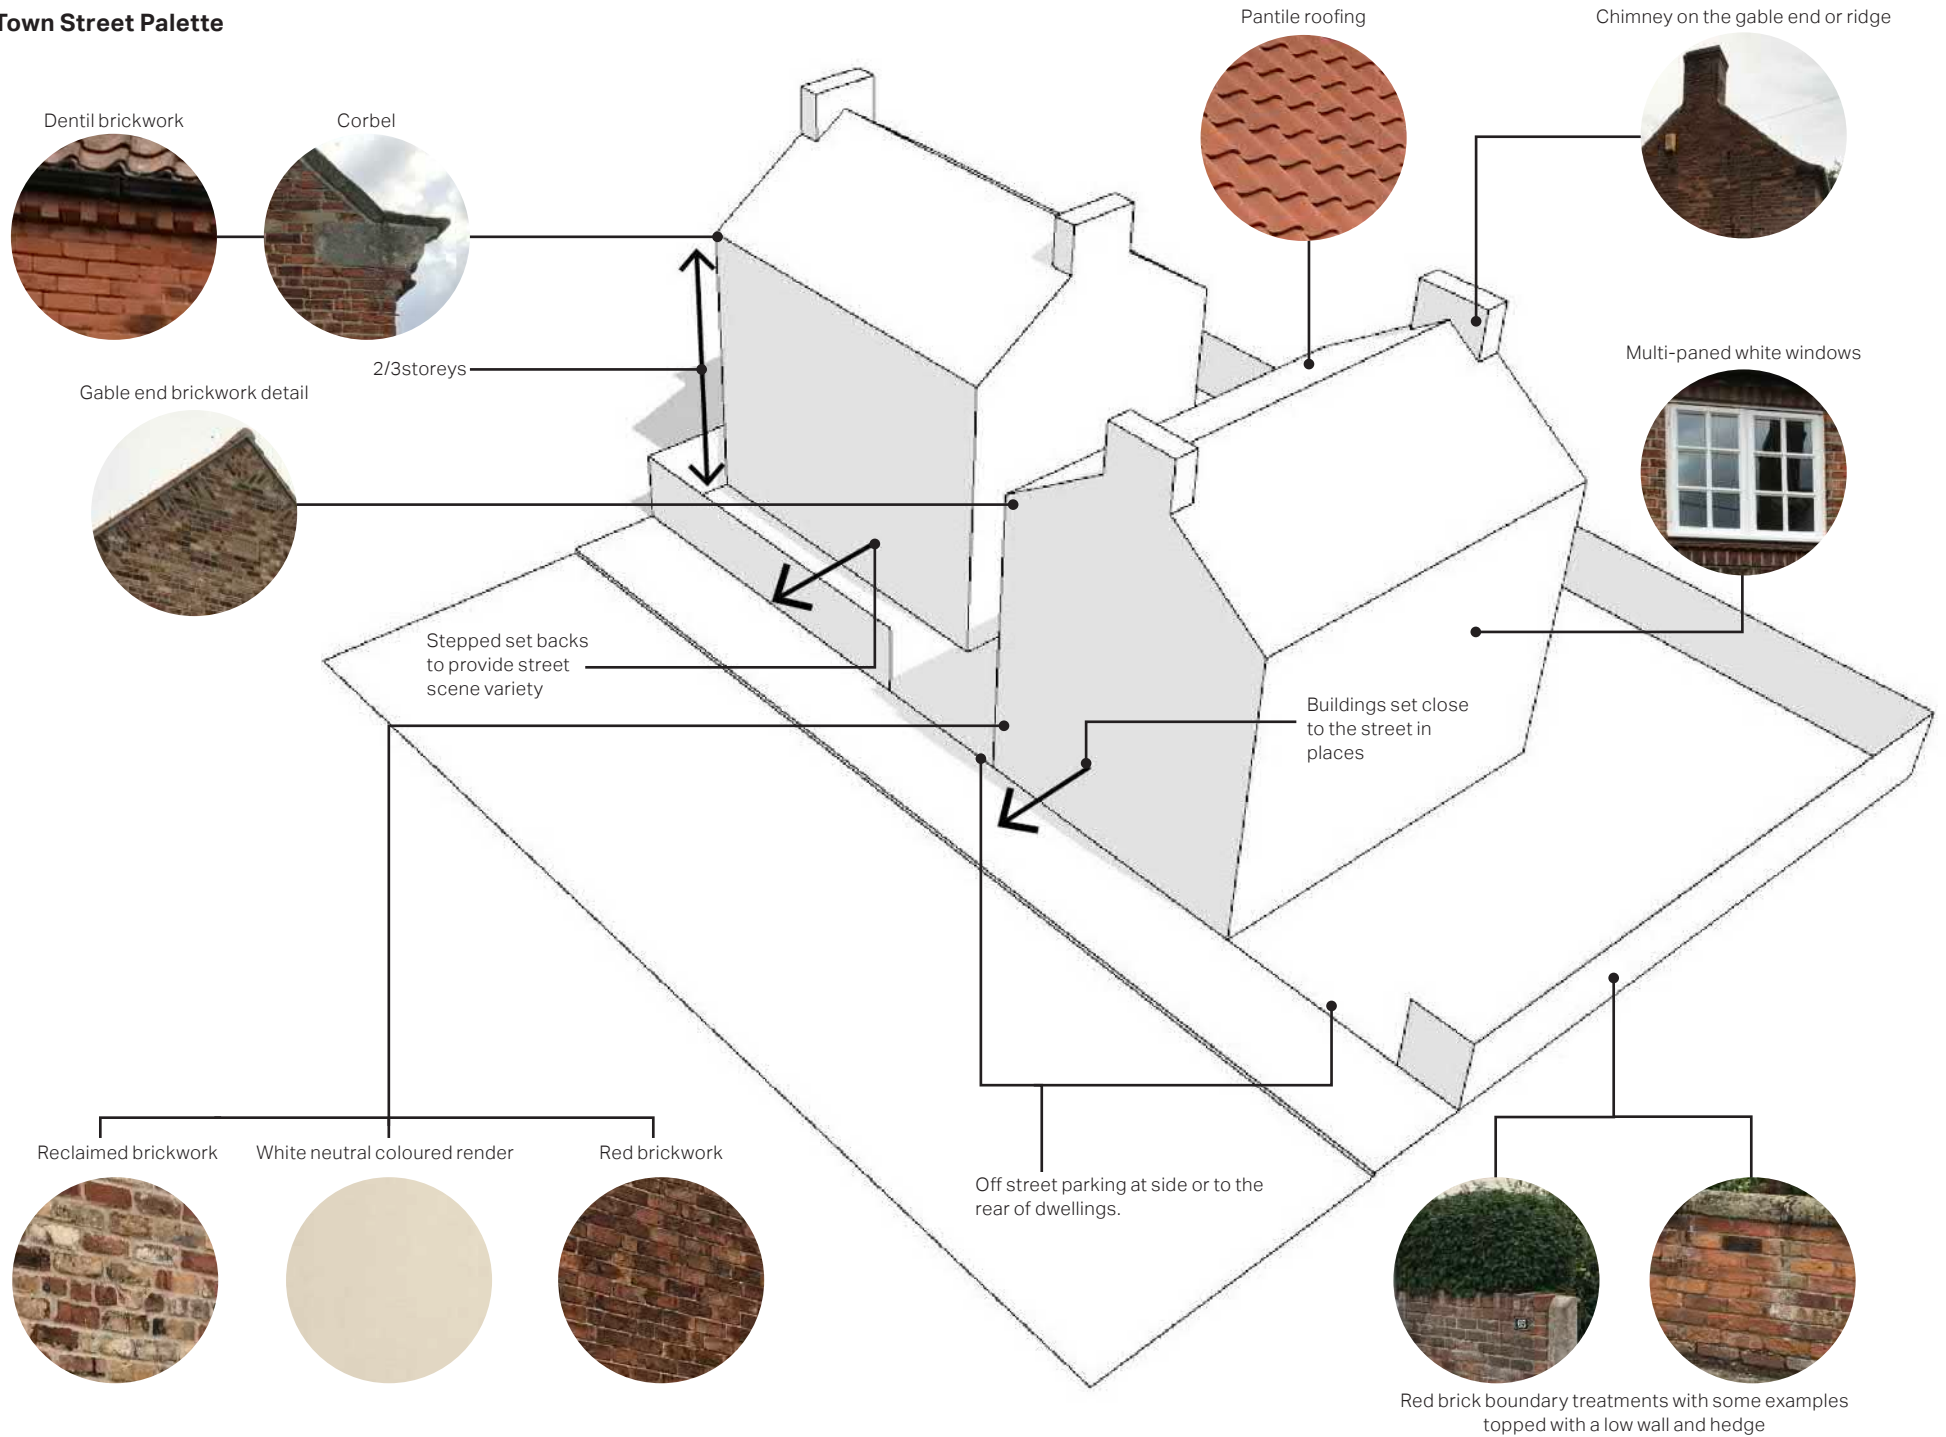 Town Street Palette
Pantile roofing
Chimney on the gable end or ridge
Dentil brickwork
Corbel
2/3storeys
Multi-paned white windows
Gable end brickwork detail
Stepped set backs
to provide street
scene variety
Buildings set close
to the street in
places
Reclaimed brickwork
White neutral coloured render
Red brickwork
Off street parking at side or to the
rear of dwellings.
65
Red brick boundary treatments with some examples
topped with a low wall and hedge